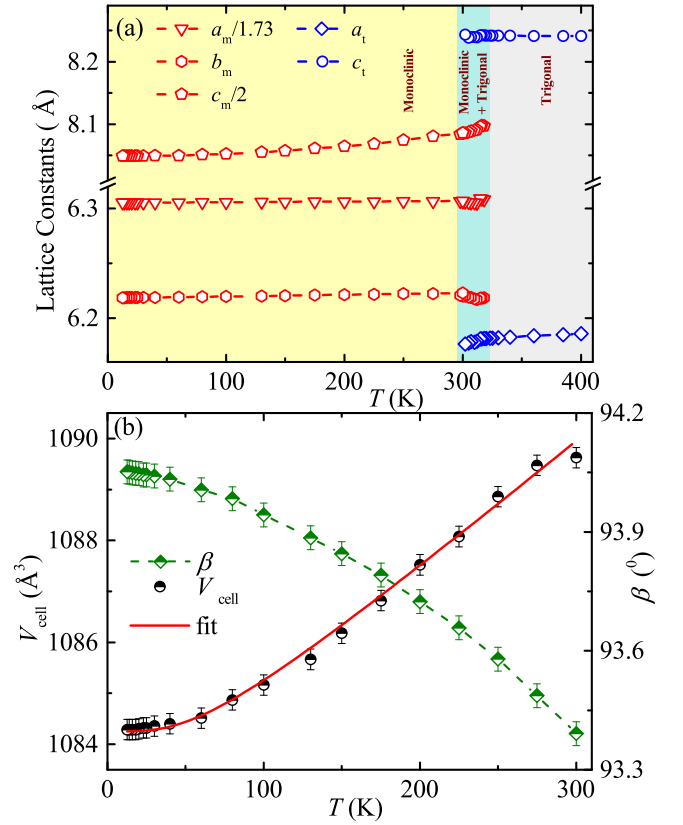 (a)
a_m/1.73
b_m
c_m/2
a_t
c_t
Monoclinic
Monoclinic
+ Trigonal
Trigonal
Lattice Constants ( Å)
8.2
8.1
6.3
6.2
0 100 200 300 400
T (K)
(b)
1090
1088
1086
1084
V_cell (Å³)
β
V_cell
fit
94.2
93.9
93.6
93.3
β (⁰)
0 100 200 300
T (K)